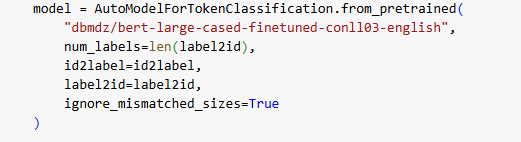 model = AutoModelForTokenClassification.from_pretrained(
    "dbmdz/bert-large-cased-finetuned-conll03-english",
    num_labels=len(label2id),
    id2label=id2label,
    label2id=label2id,
    ignore_mismatched_sizes=True
)